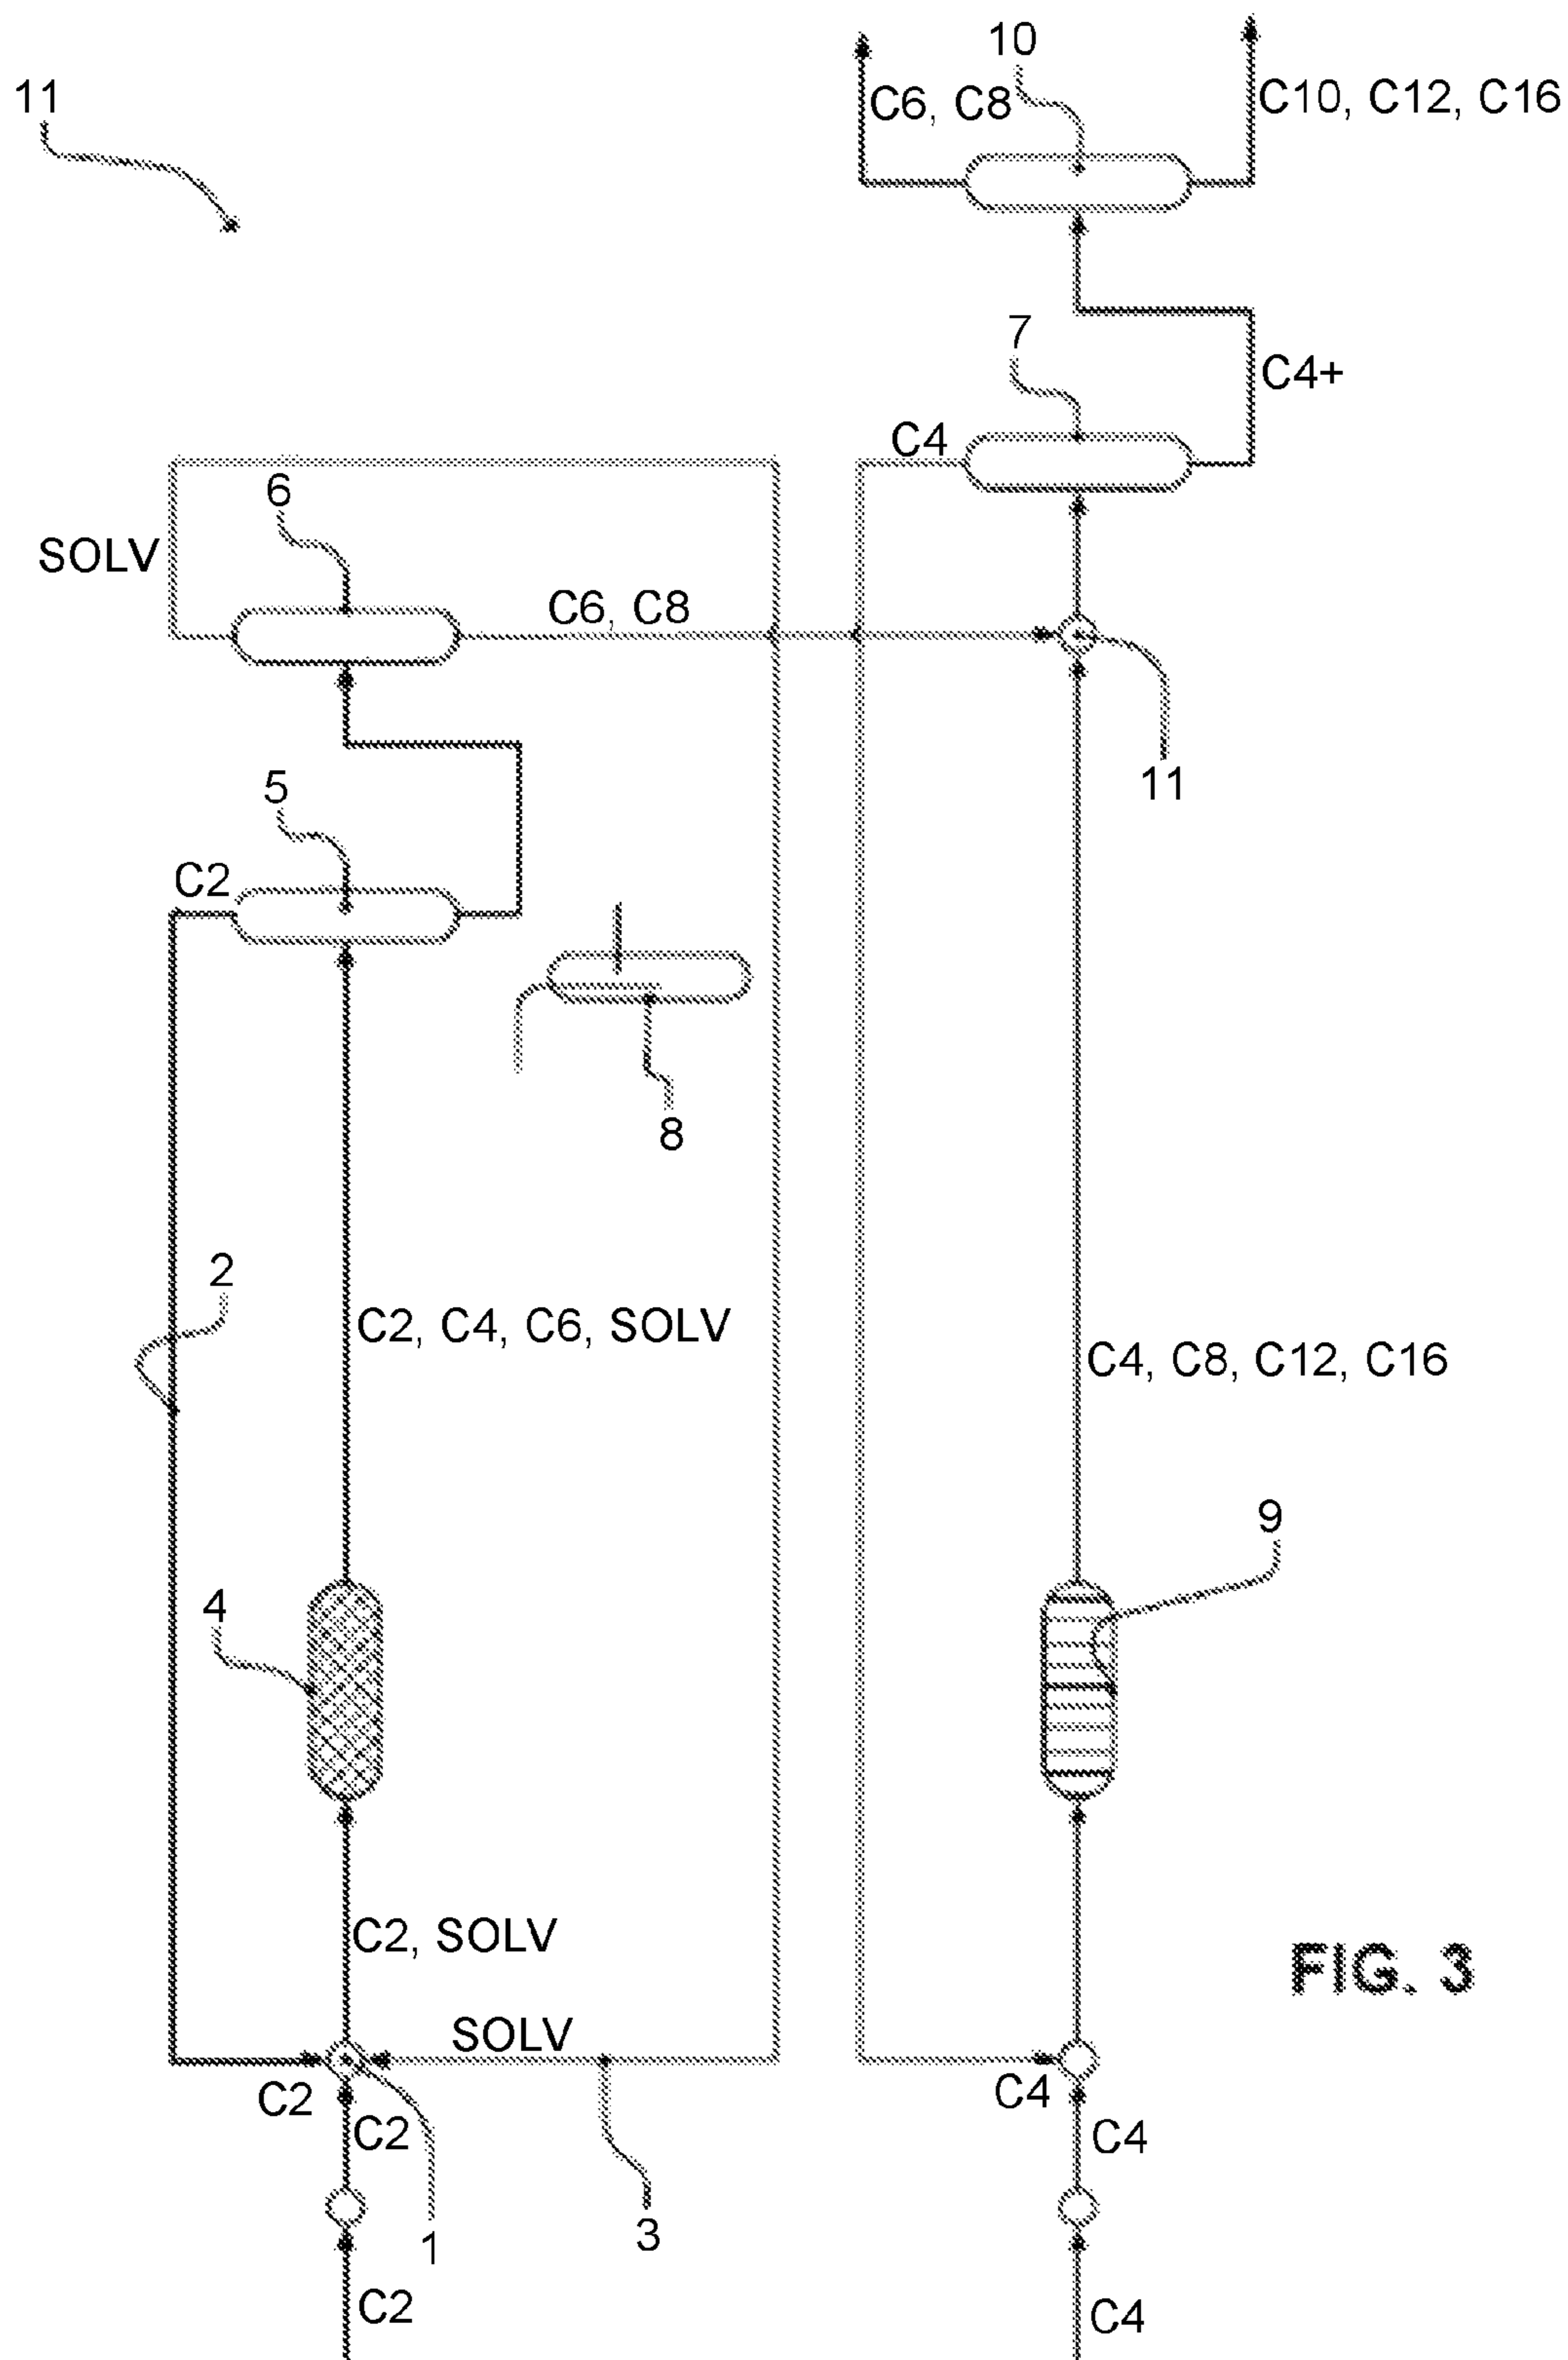 10
11
C6, C8
C10, C12, C16
7
C4+
C4
6
SOLV
C6, C8
11
5
C2
8
2
C2, C4, C6, SOLV
C4, C8, C12, C16
9
4
C2, SOLV
FIG. 3
SOLV
C2
C4
C2
C4
3
1
C2
C4